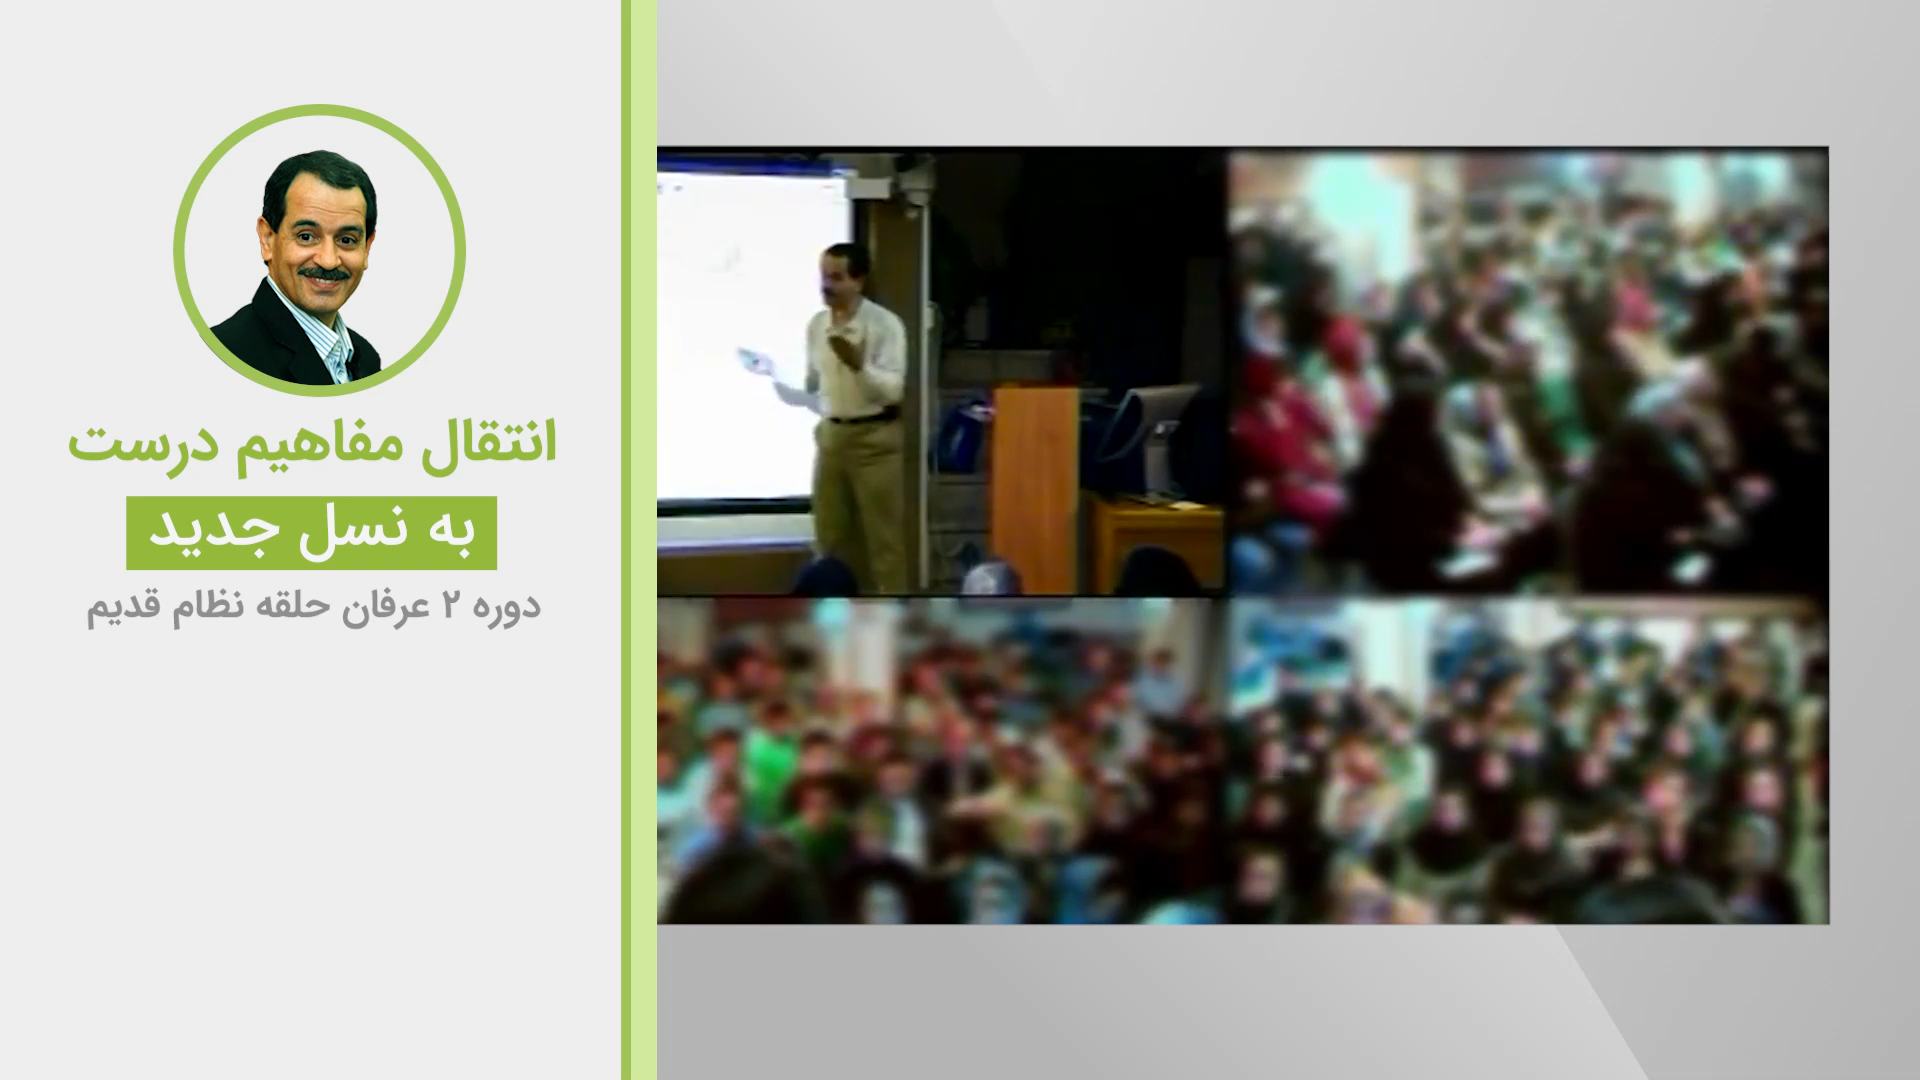 انتقال مفاهیم درست
به نسل جدید
دوره ۲ عرفان حلقه نظام قدیم